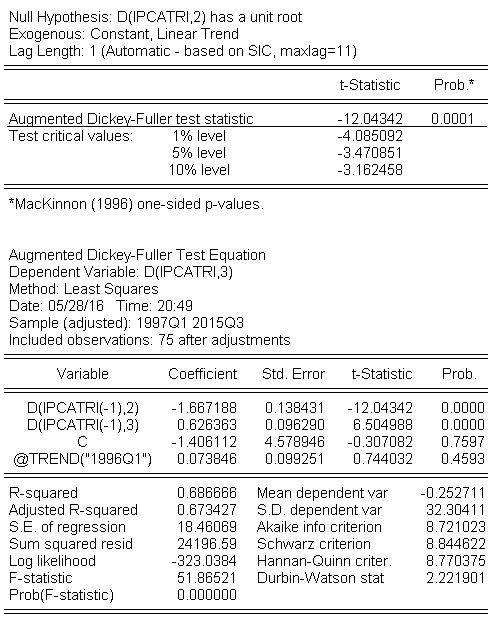 Null Hypothesis: D(IPCATRI,2) has a unit root
Exogenous: Constant, Linear Trend
Lag Length: 1 (Automatic - based on SIC, maxlag=11)
t-Statistic Prob.*
Augmented Dickey-Fuller test statistic -12.04342 0.0001
Test critical values: 1% level -4.085092
5% level -3.470851
10% level -3.162458
*MacKinnon (1996) one-sided p-values.
Augmented Dickey-Fuller Test Equation
Dependent Variable: D(IPCATRI,3)
Method: Least Squares
Date: 05/28/16 Time: 20:49
Sample (adjusted): 1997Q1 2015Q3
Included observations: 75 after adjustments
Variable Coefficient Std. Error t-Statistic Prob.
D(IPCATRI(-1),2) -1.667188 0.138431 -12.04342 0.0000
D(IPCATRI(-1),3) 0.626363 0.096290 6.504988 0.0000
C -1.406112 4.578946 -0.307082 0.7597
@TREND("1996Q1") 0.073846 0.099251 0.744032 0.4593
R-squared 0.686666 Mean dependent var -0.252711
Adjusted R-squared 0.673427 S.D. dependent var 32.30411
S.E. of regression 18.46069 Akaike info criterion 8.721023
Sum squared resid 24196.59 Schwarz criterion 8.844622
Log likelihood -323.0384 Hannan-Quinn criter. 8.770375
F-statistic 51.86521 Durbin-Watson stat 2.221901
Prob(F-statistic) 0.000000